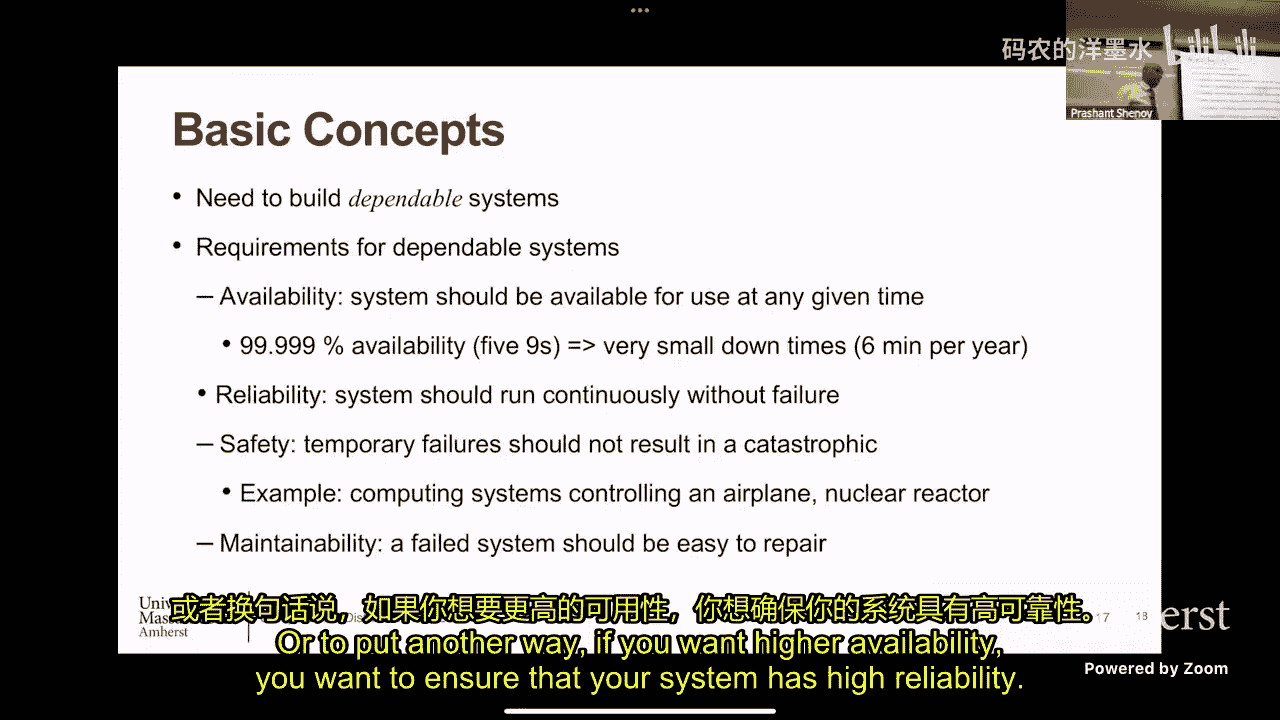 码农的洋墨水 bilibili
Prashant Shenoy
Basic Concepts
• Need to build dependable systems
• Requirements for dependable systems
– Availability: system should be available for use at any given time
• 99.999 % availability (five 9s) => very small down times (6 min per year)
• Reliability: system should run continuously without failure
– Safety: temporary failures should not result in a catastrophic
• Example: computing systems controlling an airplane, nuclear reactor
– Maintainability: a failed system should be easy to repair
Amherst
17 18
erst
或者换句话说，如果你想要更高的可用性，你想确保你的系统具有高可靠性。
Or to put another way, if you want higher availability,
you want to ensure that your system has high reliability.
Powered by Zoom